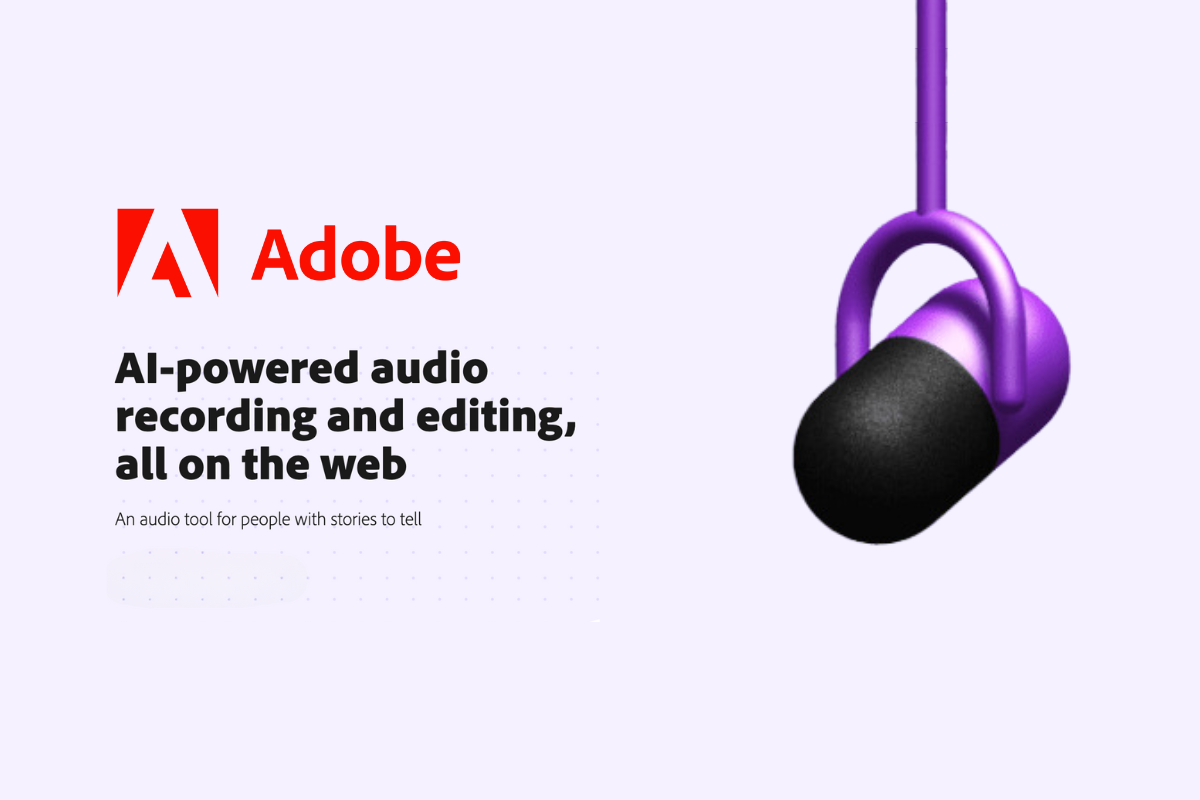 Adobe
AI-powered audio
recording and editing,
all on the web
An audio tool for people with stories to tell